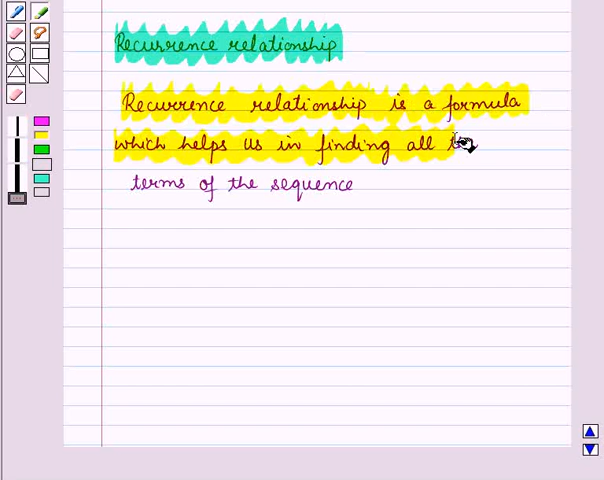 Recurrence relationship
Recurrence relationship is a formula
which helps us in finding all
terms of the sequence